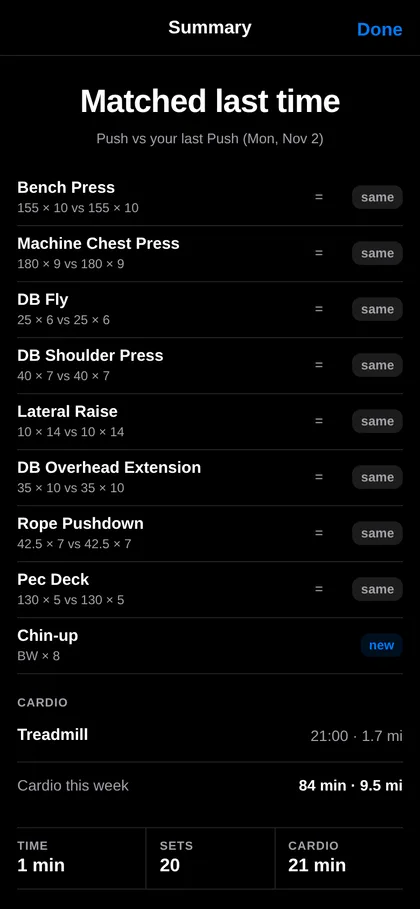 Summary
Done
Matched last time
Push vs your last Push (Mon, Nov 2)
Bench Press
155 × 10 vs 155 × 10
=
same
Machine Chest Press
180 × 9 vs 180 × 9
=
same
DB Fly
25 × 6 vs 25 × 6
=
same
DB Shoulder Press
40 × 7 vs 40 × 7
=
same
Lateral Raise
10 × 14 vs 10 × 14
=
same
DB Overhead Extension
35 × 10 vs 35 × 10
=
same
Rope Pushdown
42.5 × 7 vs 42.5 × 7
=
same
Pec Deck
130 × 5 vs 130 × 5
=
same
Chin-up
BW × 8
new
CARDIO
Treadmill
21:00 · 1.7 mi
Cardio this week
84 min · 9.5 mi
TIME
1 min
SETS
20
CARDIO
21 min